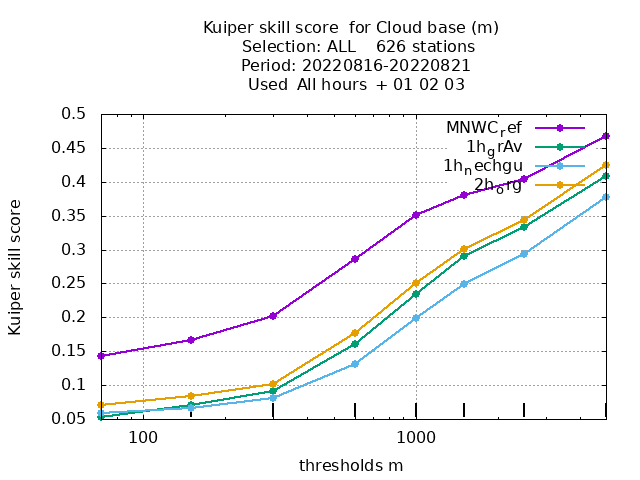 Kuiper skill score  for Cloud base (m)
Selection: ALL    626 stations
Period: 20220816-20220821
Used  All hours  + 01 02 03
MNWC_ref
1h_grAv
1h_nechgu
2h_org
0.5
0.45
0.4
0.35
0.3
0.25
0.2
0.15
0.1
0.05
Kuiper skill score
100
1000
thresholds m